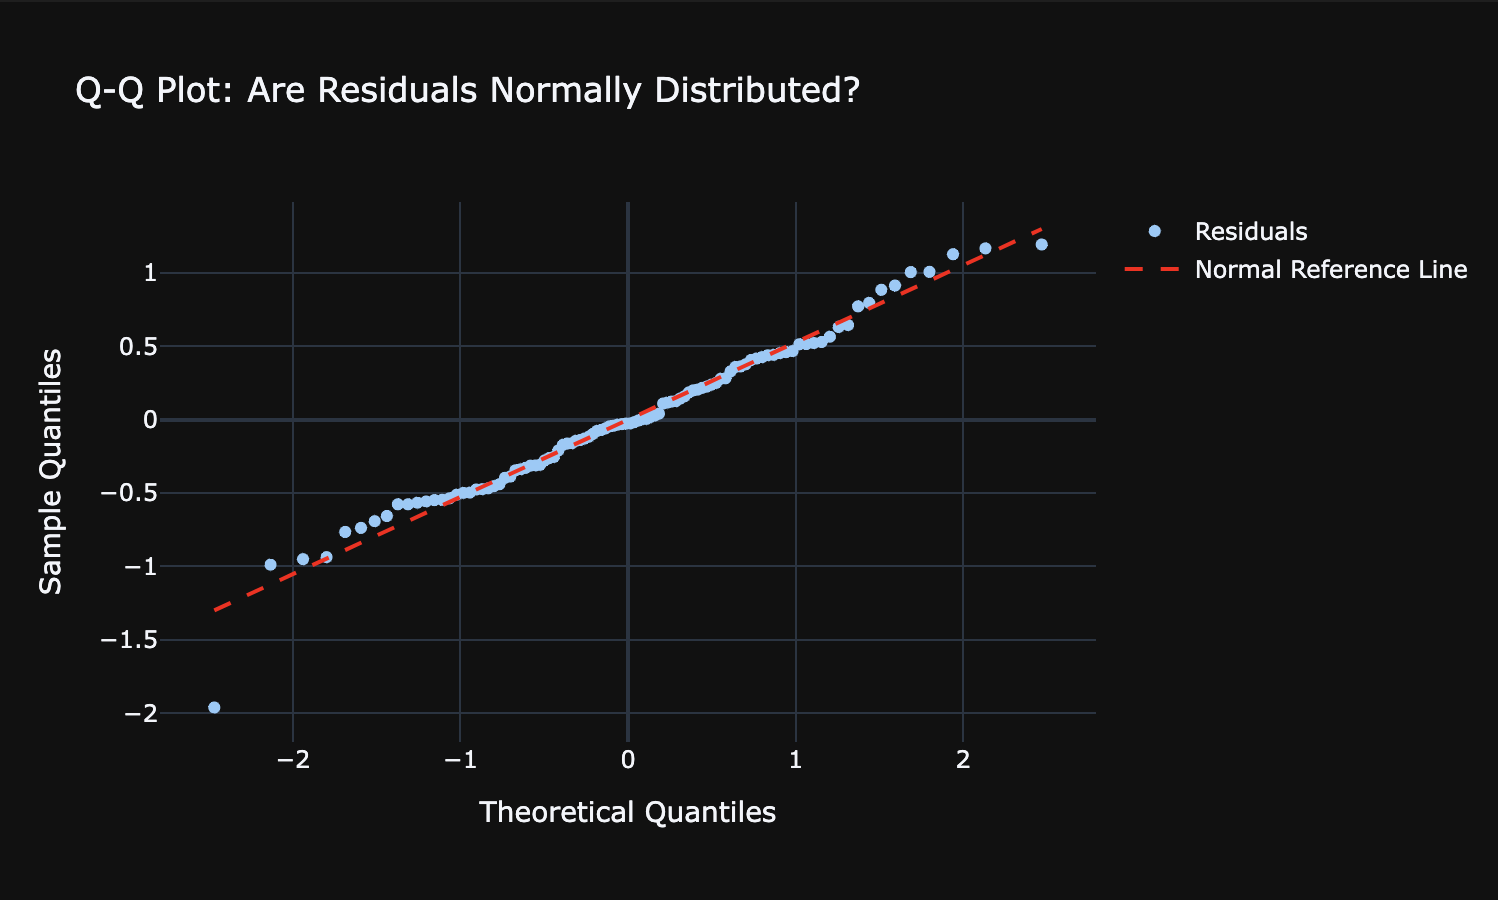 Q-Q Plot: Are Residuals Normally Distributed?
Residuals
Normal Reference Line
1
0.5
0
−0.5
−1
−1.5
−2
Sample Quantiles
−2
−1
0
1
2
Theoretical Quantiles